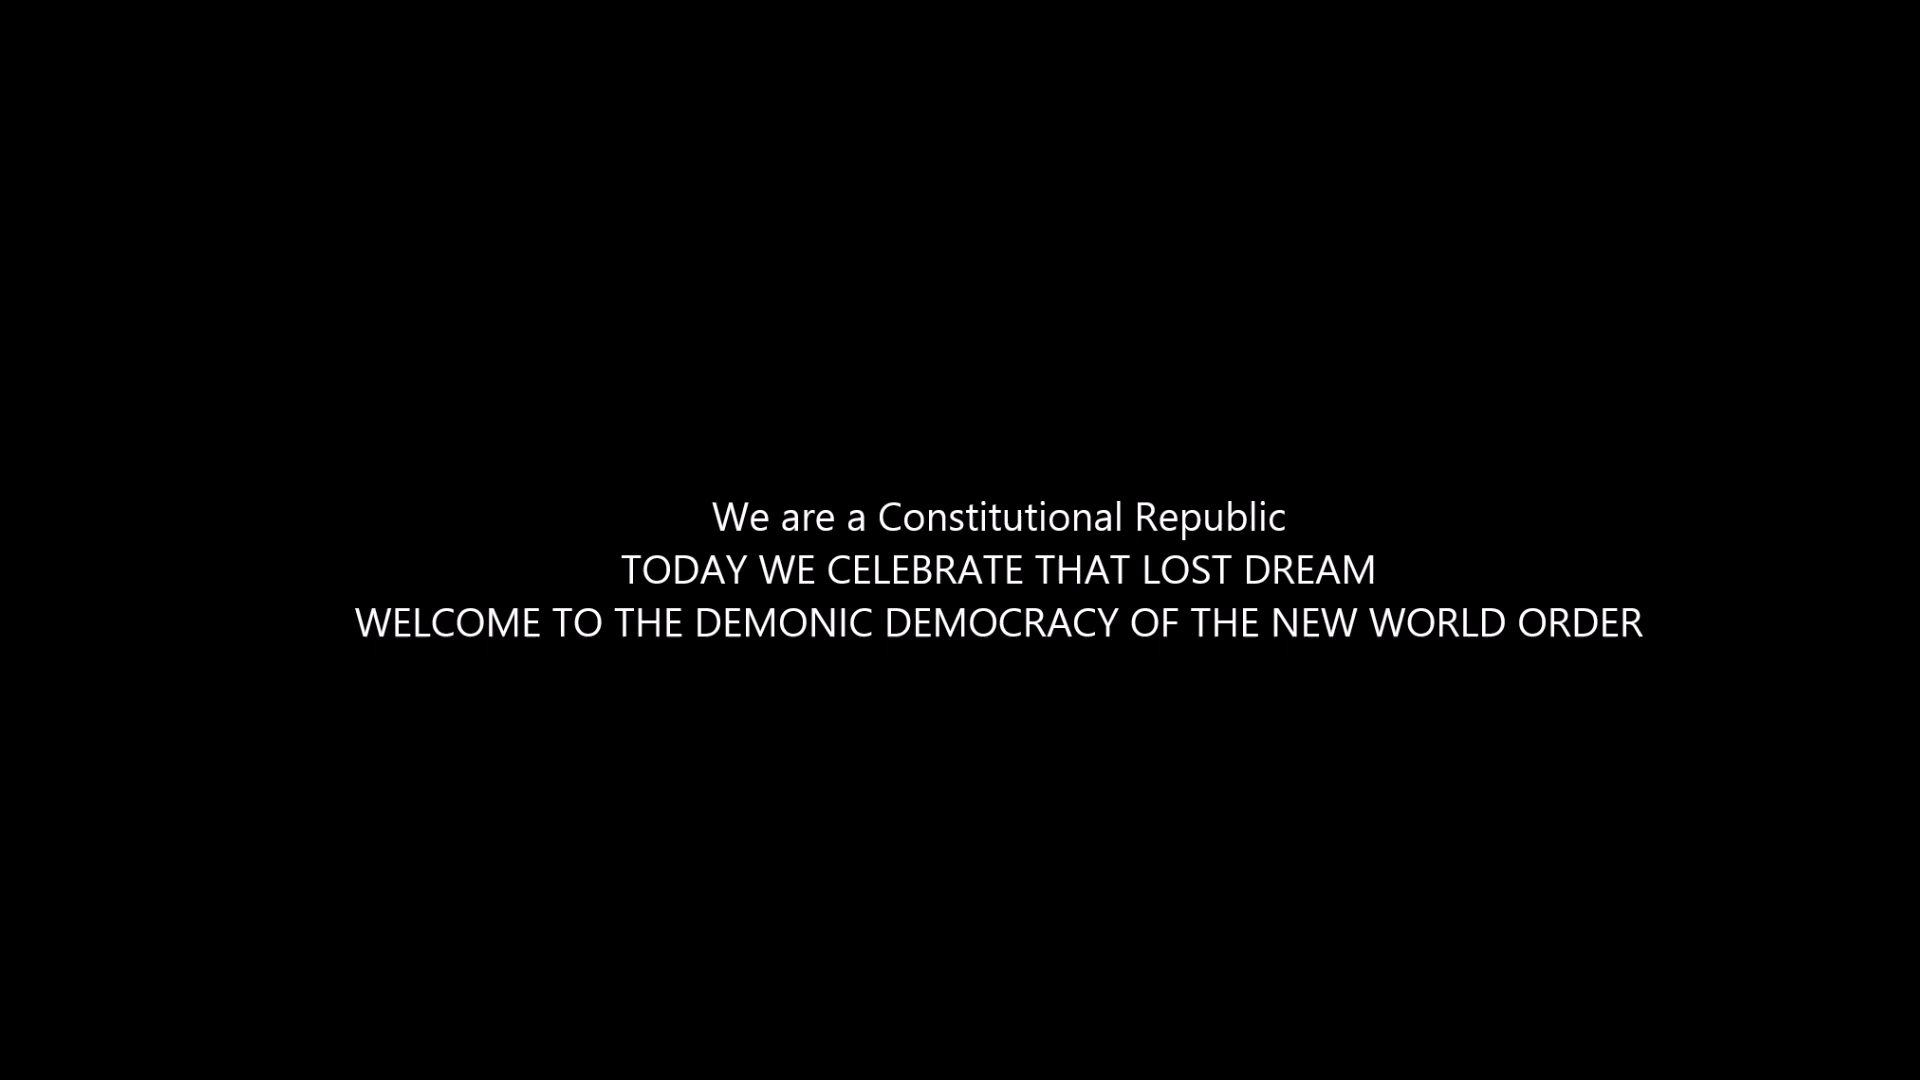 We are a Constitutional Republic
TODAY WE CELEBRATE THAT LOST DREAM
WELCOME TO THE DEMONIC DEMOCRACY OF THE NEW WORLD ORDER